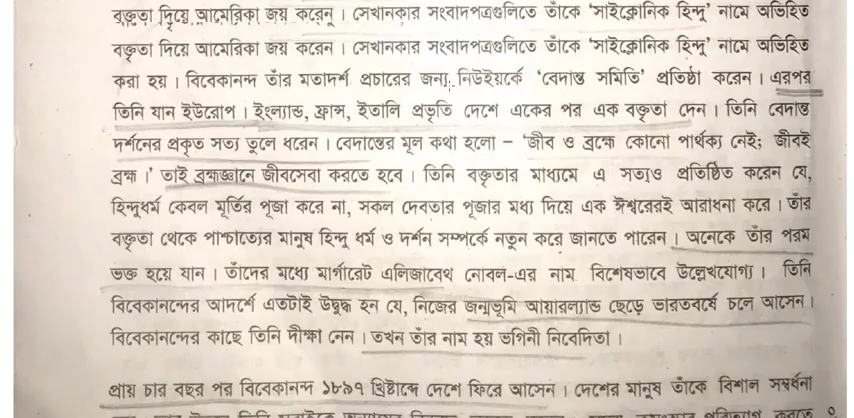 বক্তৃতা দিয়ে আমেরিকা জয় করেন। সেখানকার সংবাদপত্রগুলিতে তাঁকে ‘সাইক্লোনিক হিন্দু’ নামে অভিহিত
বক্তৃতা দিয়ে আমেরিকা জয় করেন। সেখানকার সংবাদপত্রগুলিতে তাঁকে ‘সাইক্লোনিক হিন্দু’ নামে অভিহিত
করা হয়। বিবেকানন্দ তাঁর মতাদর্শ প্রচারের জন্য নিউইয়র্কে ‘বেদান্ত সমিতি’ প্রতিষ্ঠা করেন। এরপর
তিনি যান ইউরোপ। ইংল্যান্ড, ফ্রান্স, ইতালি প্রভৃতি দেশে একের পর এক বক্তৃতা দেন। তিনি বেদান্ত
দর্শনের প্রকৃত সত্য তুলে ধরেন। বেদান্তের মূল কথা হলো – ‘জীব ও ব্রহ্মে কোনো পার্থক্য নেই; জীবই
ব্রহ্ম।’ তাই ব্রহ্মজ্ঞানে জীবসেবা করতে হবে। তিনি বক্তৃতার মাধ্যমে এ সত্যও প্রতিষ্ঠিত করেন যে,
হিন্দুধর্ম কেবল মূর্তির পূজা করে না, সকল দেবতার পূজার মধ্য দিয়ে এক ঈশ্বরেরই আরাধনা করে। তাঁর
বক্তৃতা থেকে পাশ্চাত্যের মানুষ হিন্দু ধর্ম ও দর্শন সম্পর্কে নতুন করে জানতে পারেন। অনেকে তাঁর পরম
ভক্ত হয়ে যান। তাঁদের মধ্যে মার্গারেট এলিজাবেথ নোবল-এর নাম বিশেষভাবে উল্লেখযোগ্য। তিনি
বিবেকানন্দের আদর্শে এতটাই উদ্বুদ্ধ হন যে, নিজের জন্মভূমি আয়ারল্যান্ড ছেড়ে ভারতবর্ষে চলে আসেন।
বিবেকানন্দের কাছে তিনি দীক্ষা নেন। তখন তাঁর নাম হয় ভগিনী নিবেদিতা।
প্রায় চার বছর পর বিবেকানন্দ ১৮৯৭ খ্রিষ্টাব্দে দেশে ফিরে আসেন। দেশের মানুষ তাঁকে বিশাল সম্বর্ধনা